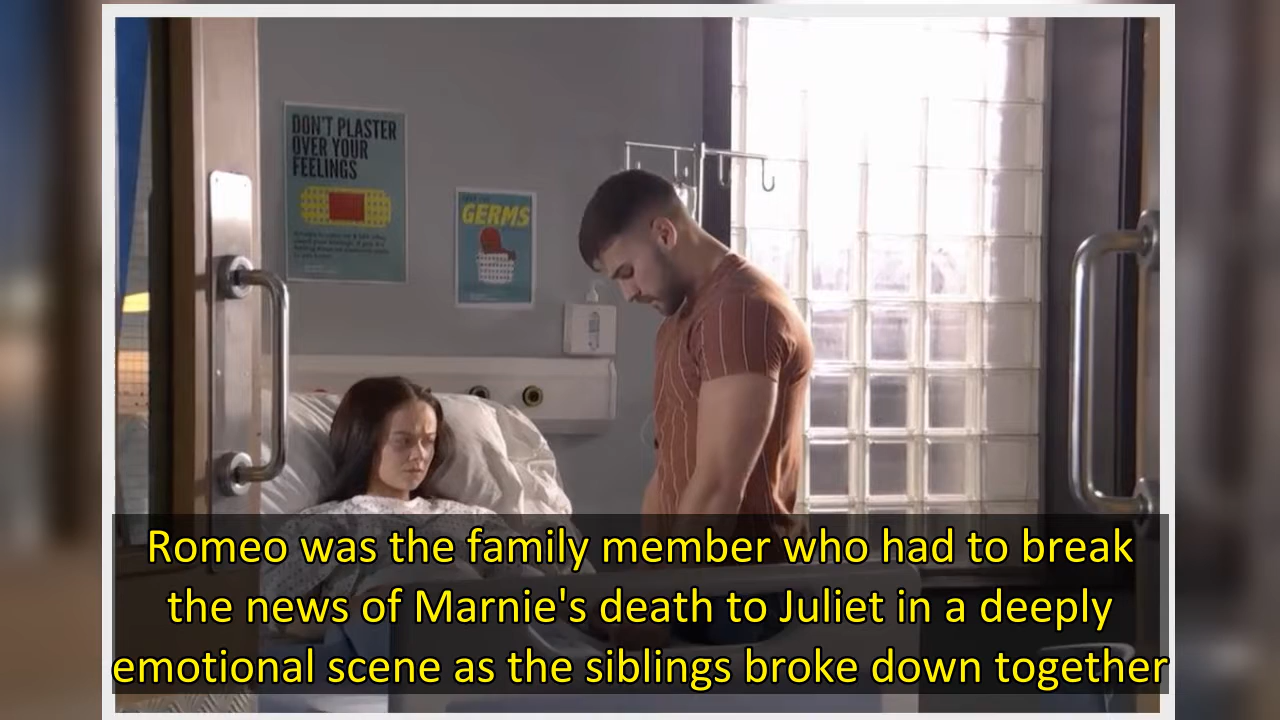 DON'T PLASTER
OVER YOUR
FEELINGS
GERMS
Romeo was the family member who had to break
the news of Marnie's death to Juliet in a deeply
emotional scene as the siblings broke down together